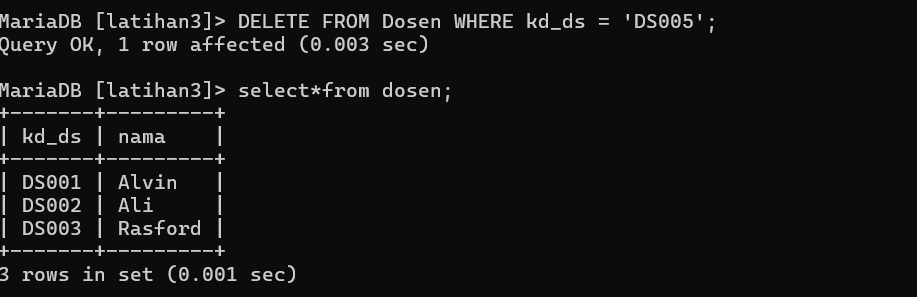 MariaDB [latihan3]> DELETE FROM Dosen WHERE kd_ds = 'DS005';
Query OK, 1 row affected (0.003 sec)
MariaDB [latihan3]> select*from dosen;
+-------+---------+
| kd_ds | nama    |
+-------+---------+
| DS001 | Alvin   |
| DS002 | Ali     |
| DS003 | Rasford |
+-------+---------+
3 rows in set (0.001 sec)